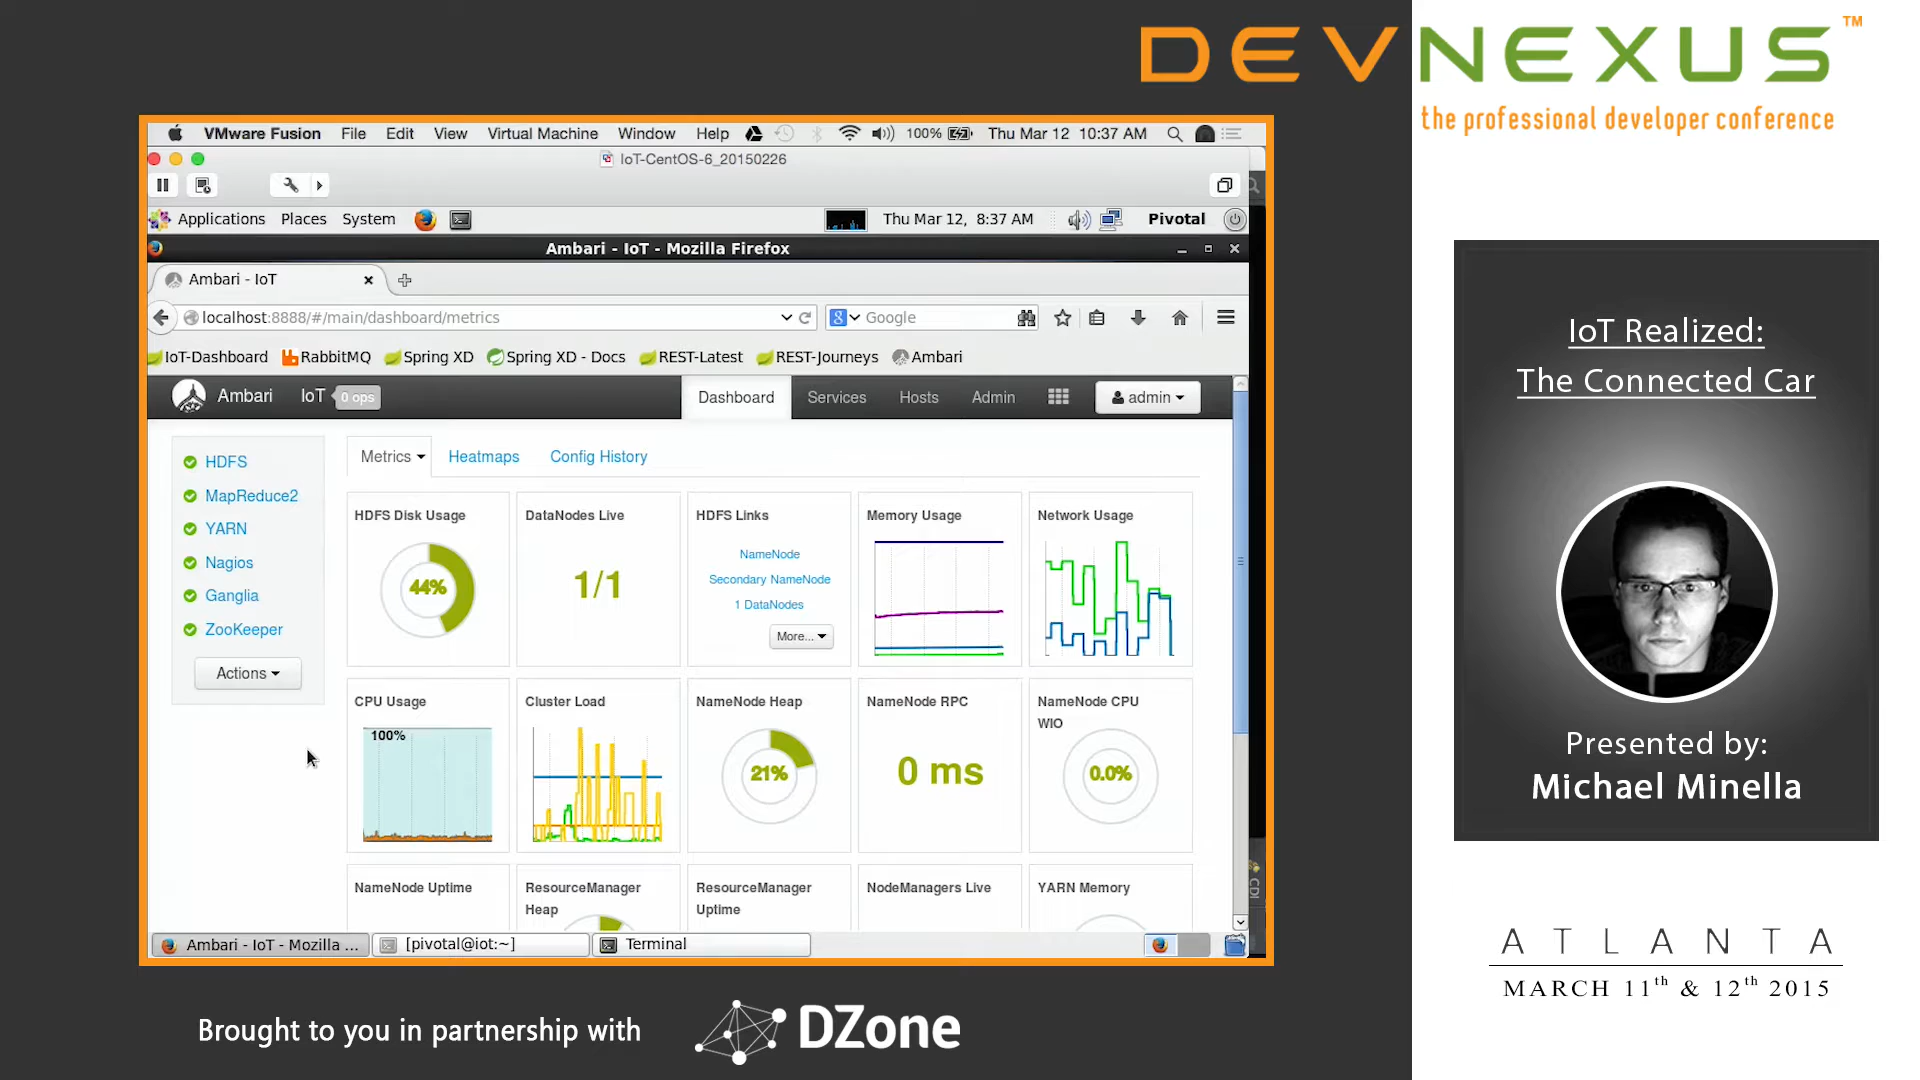 DEVNEXUS™
the professional developer conference
VMware Fusion File Edit View Virtual Machine Window Help 100% Thu Mar 12 10:37 AM
IoT-CentOS-6_20150226
Applications Places System Thu Mar 12, 8:37 AM Pivotal
Ambari - IoT - Mozilla Firefox
Ambari - IoT
localhost:8888/#/main/dashboard/metrics Google
IoT-Dashboard RabbitMQ Spring XD Spring XD - Docs REST-Latest REST-Journeys Ambari
Ambari IoT 0 ops Dashboard Services Hosts Admin admin
HDFS
MapReduce2
YARN
Nagios
Ganglia
ZooKeeper
Actions
Metrics Heatmaps Config History
HDFS Disk Usage
44%
DataNodes Live
1/1
HDFS Links
NameNode
Secondary NameNode
1 DataNodes
More...
Memory Usage
Network Usage
CPU Usage
100%
Cluster Load
NameNode Heap
21%
NameNode RPC
0 ms
NameNode CPU
WIO
0.0%
NameNode Uptime
ResourceManager
Heap
ResourceManager
Uptime
NodeManagers Live
YARN Memory
Ambari - IoT - Mozilla ... [pivotal@iot:~] Terminal
IoT Realized:
The Connected Car
Presented by:
Michael Minella
ATLANTA
MARCH 11th & 12th 2015
Brought to you in partnership with DZone